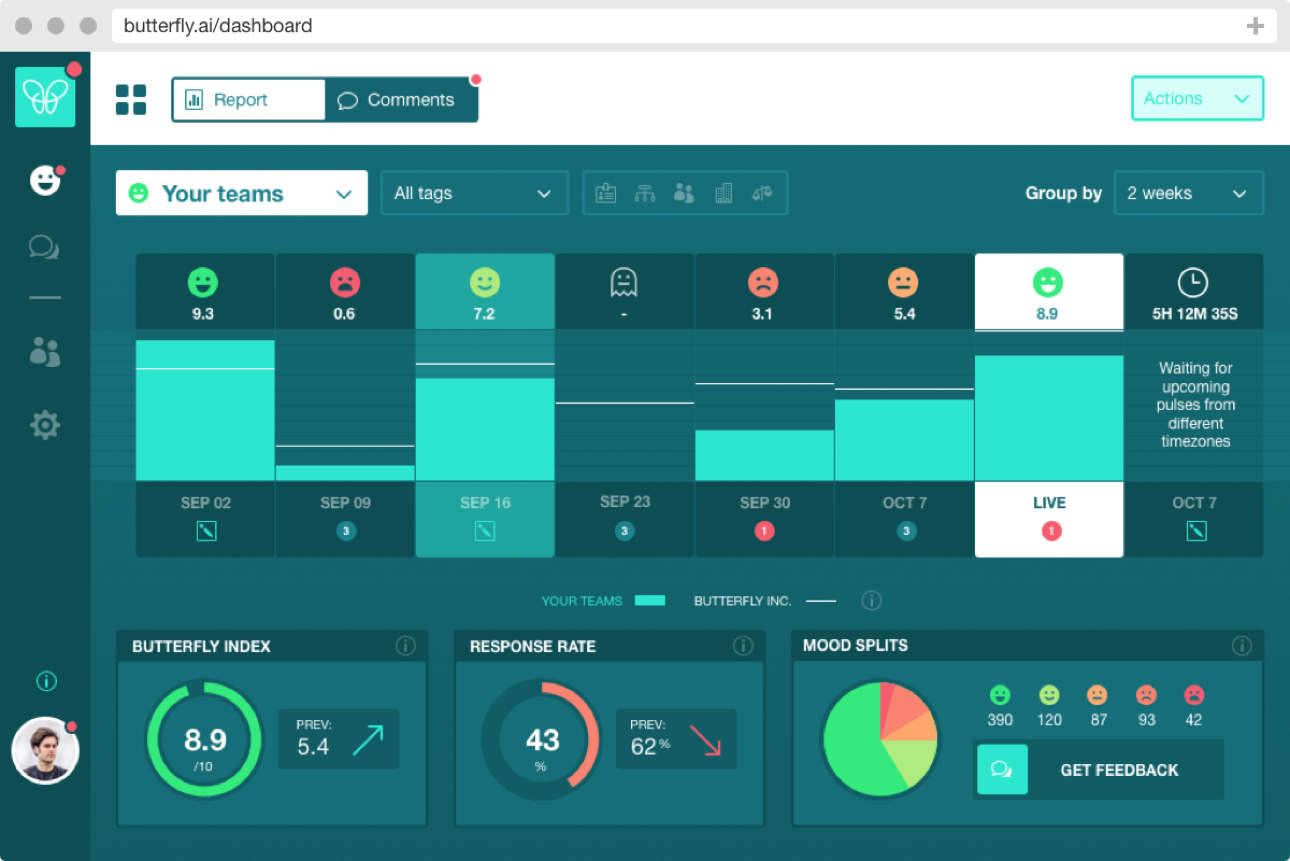 butterfly.ai/dashboard
Report
Comments
Actions
Your teams
All tags
Group by
2 weeks
9.3
0.6
7.2
-
3.1
5.4
8.9
5H 12M 35S
Waiting for
upcoming
pulses from
different
timezones
SEP 02
SEP 09
SEP 16
SEP 23
SEP 30
OCT 7
LIVE
OCT 7
3
3
1
3
1
YOUR TEAMS
BUTTERFLY INC.
BUTTERFLY INDEX
8.9
/10
PREV:
5.4
RESPONSE RATE
43
%
PREV:
62%
MOOD SPLITS
390
120
87
93
42
GET FEEDBACK